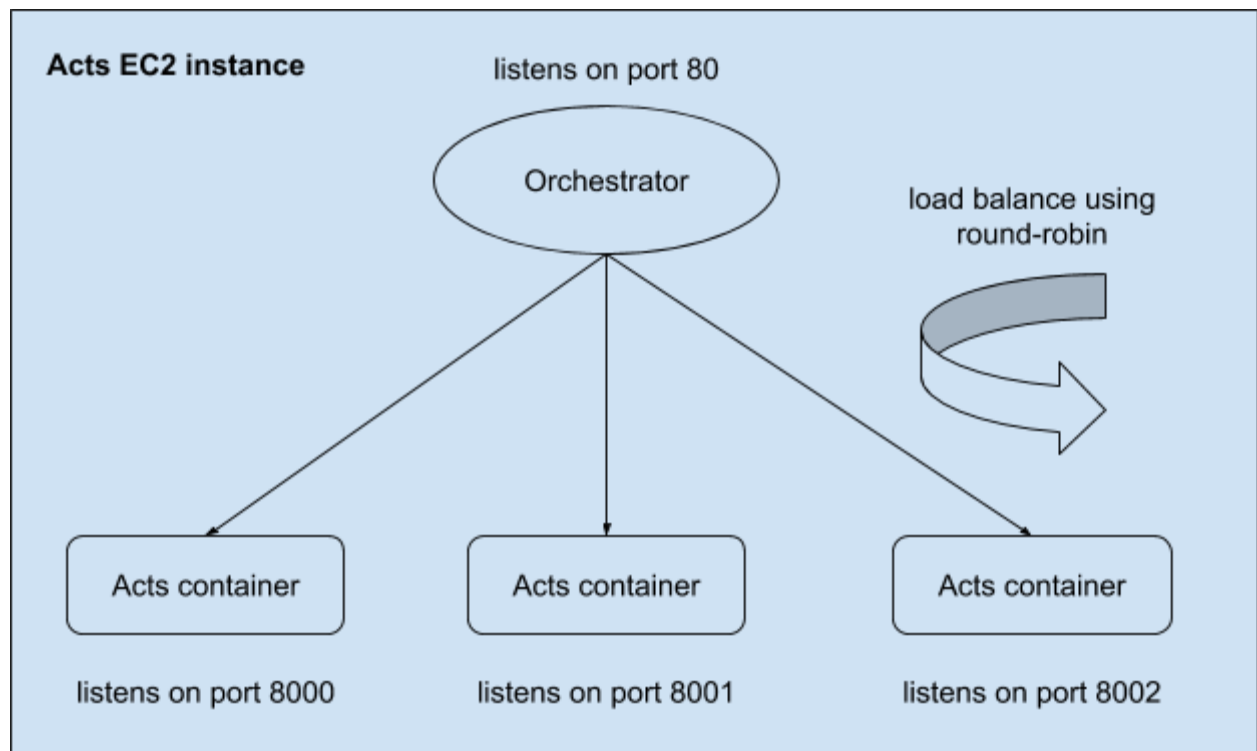 Acts EC2 instance
listens on port 80
Orchestrator
load balance using
round-robin
Acts container
Acts container
Acts container
listens on port 8000
listens on port 8001
listens on port 8002